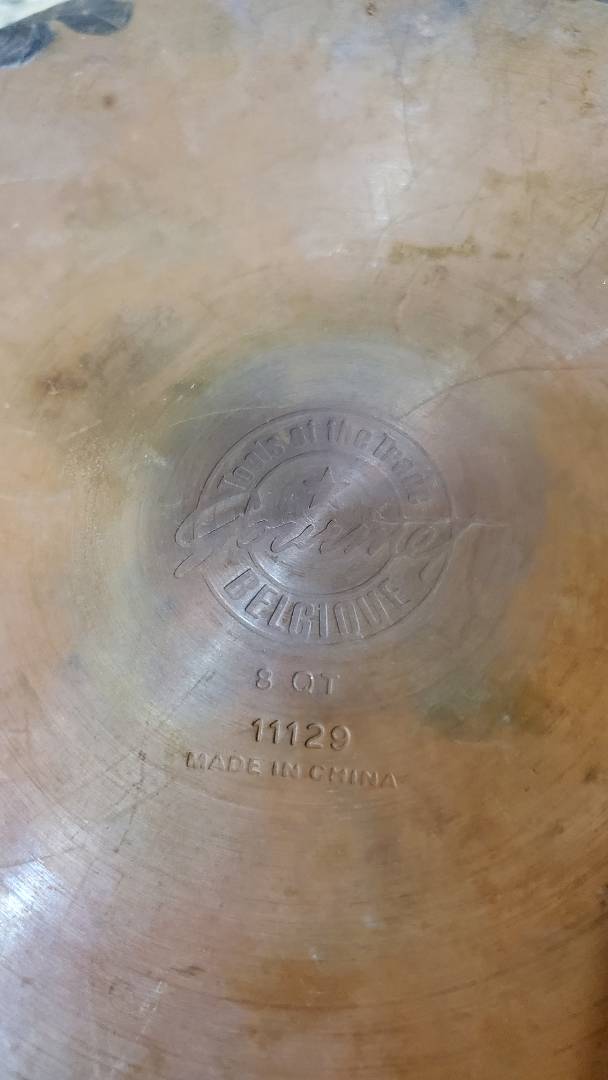 Tools of the Trade
Gourmet
BELGIQUE
8 QT
11129
MADE IN CHINA